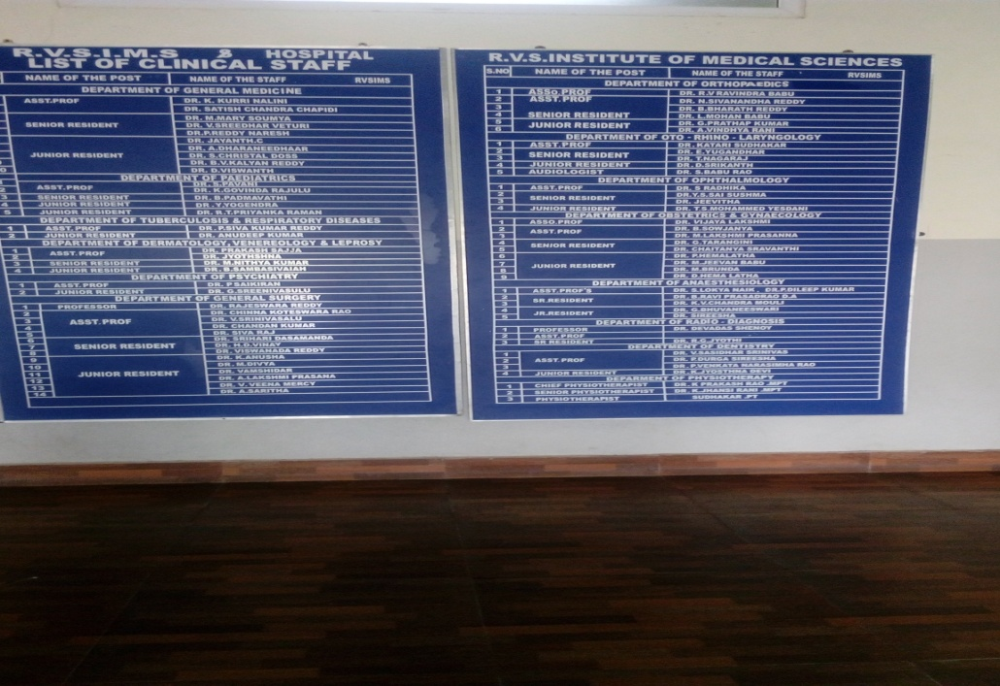 R.V.S.I.M.S & HOSPITAL
LIST OF CLINICAL STAFF
NAME OF THE POST NAME OF THE STAFF RVSIMS
DEPARTMENT OF GENERAL MEDICINE
ASST.PROF DR. K. KURRI NALINI
DR. SATISH CHANDRA CHAPIDI
DR. M.MARY SOUMYA
SENIOR RESIDENT DR. V.SREEDHAR VETURI
DR.P.REDDY NARESH
DR. JAYANTH.C
DR. A.DHARANEEDHAAR
JUNIOR RESIDENT DR. S.CHRISTAL DOSS
DR. B.V.KALYAN REDDY
DR. D.VISWANTH
DEPARTMENT OF PAEDIATRICS
DR. S.PAVANI
ASST.PROF DR. K.GOVINDA RAJULU
3 SENIOR RESIDENT DR. B.PADMAVATHI
4 JUNIOR RESIDENT DR .Y.YOGENDRA
5 JUNIOR RESIDENT DR. R.T.PRIYANKA RAMAN
DEPARTMENT OF TUBERCULOSIS & RESPIRATORY DISEASES
1 ASST. PROF DR. P.SIVA KUMAR REDDY
2 JUNIOR RESIDENT DR. ANUDEEP KUMAR
DEPARTMENT OF DERMATOLOGY, VENEREOLOGY & LEPROSY
1 ASST.PROF DR. PRAKASH SAJJA
2 DR. JYOTHSHNA
3 SENIOR RESIDENT DR. M.NITHYA KUMAR
4 JUNIOR RESIDENT DR. B.SAMBASIVAIAH
DEPARTMENT OF PSYCHIATRY
1 ASST. PROF DR. P SAIKIRAN
2 JUNIOR RESIDENT DR. G.SREENIVASULU
DEPARTMENT OF GENERAL SURGERY
1 PROFESSOR DR. RAJESWARA REDDY
2 DR. CHINNA KOTESWARA RAO
3 ASST.PROF DR. V.SRINIVASALU
4 DR. CHANDAN KUMAR
5 DR. SIVA RAJ
6 DR. SRIHARI DASAMANDA
7 SENIOR RESIDENT DR. H.D.VINAY
8 DR. VISWANADA REDDY
9 DR. K.ANUSHA
10 DR. M.DIVYA
11 JUNIOR RESIDENT DR. VAMSHIDAR
12 DR. A.LAKSHMI PRASANA
13 DR. V. VEENA MERCY
14 DR. A.SARITHA
R.V.S.INSTITUTE OF MEDICAL SCIENCES
S.NO NAME OF THE POST NAME OF THE STAFF RVSIMS
DEPARTMENT OF ORTHOPAEDICS
1 ASSO.PROF DR. R.V RAVINDRA BABU
2 ASST.PROF DR. N.SIVANANDHA REDDY
3 DR. B.BHARATH REDDY
4 SENIOR RESIDENT DR. L.MOHAN BABU
5 JUNIOR RESIDENT DR. G.PRATHAP KUMAR
6 DR. A.VINDHYA RANI
DEPARTMENT OF OTO - RHINO - LARYNGOLOGY
1 ASST.PROF DR. KATARI SUDHAKAR
2 SENIOR RESIDENT DR. E.YUGANDHAR
3 DR. T.NAGARAJ
4 JUNIOR RESIDENT DR. D.SRIKANTH
5 AUDIOLOGIST DR. S.BABU RAO
DEPARTMENT OF OPHTHALMOLOGY
1 ASST.PROF DR. S RADHIKA
2 SENIOR RESIDENT DR.Y.S.SAI SUSHMA
3 DR. JEEVITHA
4 JUNIOR RESIDENT DR. T.S.MOHAMMED YESDANI
DEPARTMENT OF OBSTETRICS & GYNAECOLOGY
1 ASSO.PROF DR. VIJAYA LAKSHMI
2 ASST.PROF DR. B.SOWJANYA
3 DR. M.LAKSHMI PRASANNA
4 SENIOR RESIDENT DR. G.TARANGINI
5 DR. CHAITANYA SRAVANTHI
6 DR. P.HEMALATHA
7 JUNIOR RESIDENT DR. M.JEEVAN BABU
8 DR. M.BRUNDA
9 DR. D.HEMA LATHA
DEPARTMENT OF ANAESTHESIOLOGY
1 ASST.PROF'S DR. S.LOKYA NAIK , DR.P.DILEEP KUMAR
2 SR.RESIDENT DR. B.RAVI PRASADRAO D.A
3 DR. K.V.CHANDRA MOULI
4 JR.RESIDENT DR. G.BHUVANEESWARI
5 DR. SIREESHA
DEPARTMENT OF RADIO - DIAGNOSIS
1 PROFESSOR DR. DEVADAS SHENOY
2 ASST.PROF
3 SR RESIDENT DR. R.G.JYOTHI
DEPARTMENT OF DENTISTRY
1 DR. V.SASIDHAR SRINIVAS
2 ASST.PROF DR. P.DURGA SIREESHA
3 DR. P.VENKATA NARASIMHA RAO
4 JUNIOR RESIDENT DR. K.JYOSTHNA DEVI
DEPARMENT OF PHYSIOTHERAPY
1 CHIEF PHYSIOTHERAPIST DR. K PRAKASH RAO .MPT
2 SENIOR PHYSIOTHERAPIST DR. K JHANSI RANI .MPT
3 PHYSIOTHERAPIST SUDHAKAR .PT